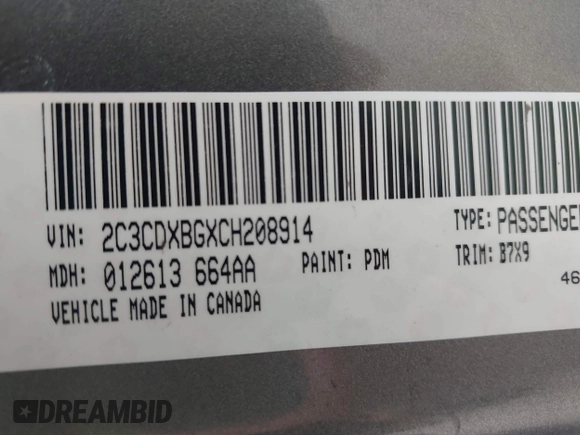 VIN: 2C3CDXBGXCH208914
TYPE: PASSENGE
MDH: 012613 664AA
PAINT: PDM
TRIM: B7X9
VEHICLE MADE IN CANADA
46
DREAMBID